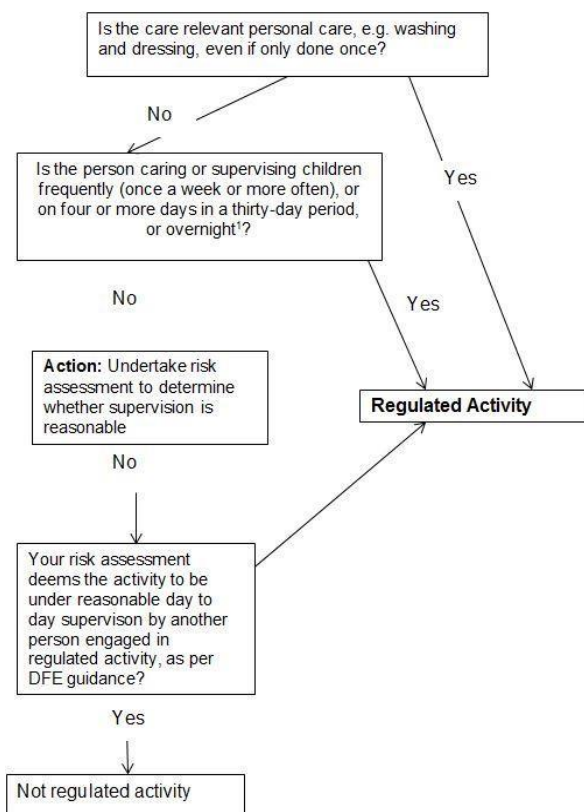 Is the care relevant personal care, e.g. washing
and dressing, even if only done once?
No
Is the person caring or supervising children
frequently (once a week or more often), or
on four or more days in a thirty-day period,
or overnight¹?
Yes
No
Yes
Action: Undertake risk
assessment to determine
whether supervision is
reasonable
Regulated Activity
No
Your risk assessment
deems the activity to be
under reasonable day to
day supervison by another
person engaged in
regulated activity, as per
DFE guidance?
Yes
Not regulated activity